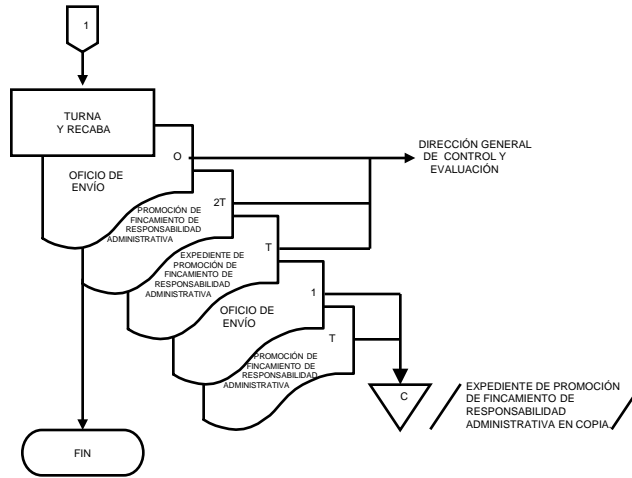 1
TURNA
Y RECABA
O
OFICIO DE
ENVÍO
DIRECCIÓN GENERAL
DE CONTROL Y
EVALUACIÓN
2T
PROMOCIÓN DE
FINCAMIENTO DE
RESPONSABILIDAD
ADMINISTRATIVA
T
EXPEDIENTE DE
PROMOCIÓN DE
FINCAMIENTO DE
RESPONSABILIDAD
ADMINISTRATIVA
1
OFICIO DE
ENVÍO
T
PROMOCIÓN DE
FINCAMIENTO DE
RESPONSABILIDAD
ADMINISTRATIVA
C
EXPEDIENTE DE PROMOCIÓN
DE FINCAMIENTO DE
RESPONSABILIDAD
ADMINISTRATIVA EN COPIA.
FIN